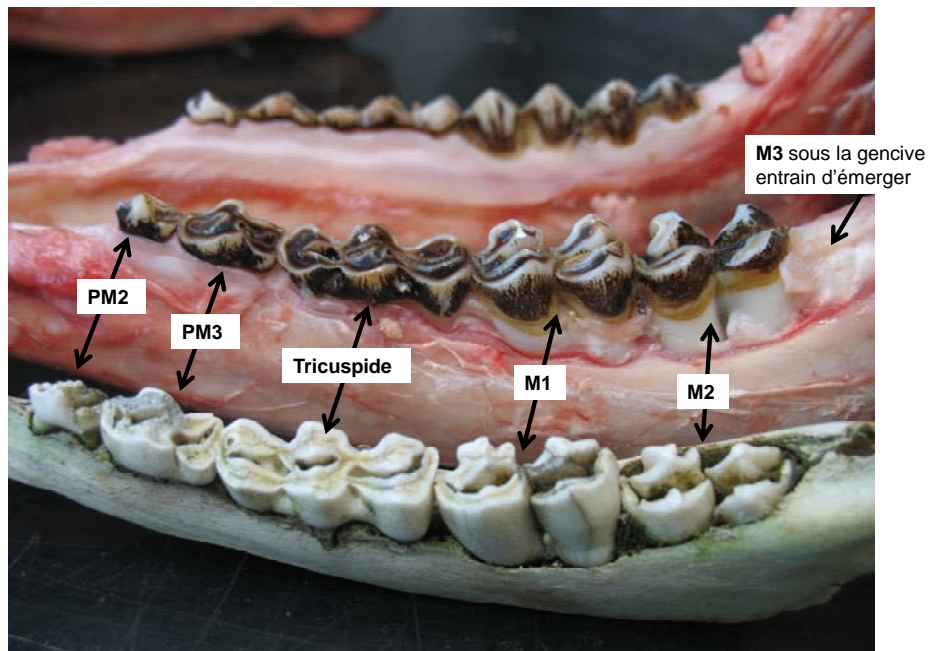 M3 sous la gencive
entrain d'émerger
PM2
PM3
Tricuspide
M1
M2